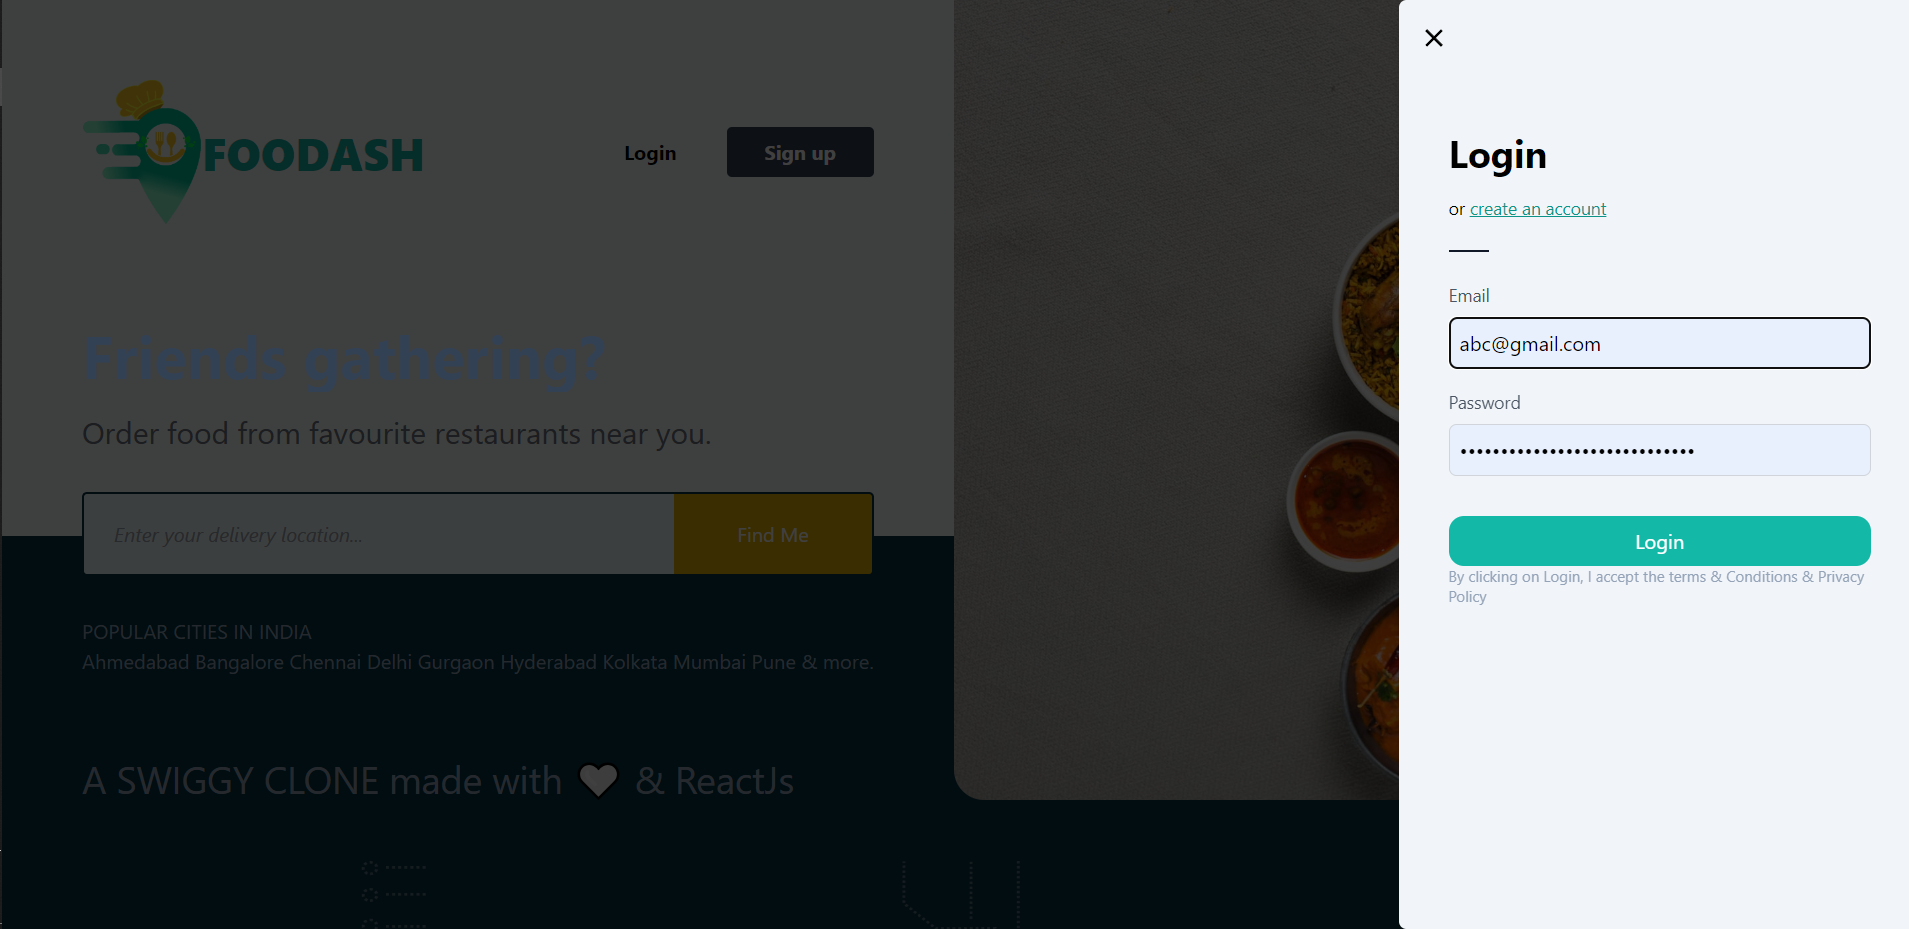 FOODASH
Login
Sign up
Friends gathering?
Order food from favourite restaurants near you.
Enter your delivery location...
Find Me
POPULAR CITIES IN INDIA
Ahmedabad Bangalore Chennai Delhi Gurgaon Hyderabad Kolkata Mumbai Pune & more.
A SWIGGY CLONE made with & ReactJs
Login
or create an account
Email
abc@gmail.com
Password
•••••••••••••••••••••••••••••
Login
By clicking on Login, I accept the terms & Conditions & Privacy
Policy